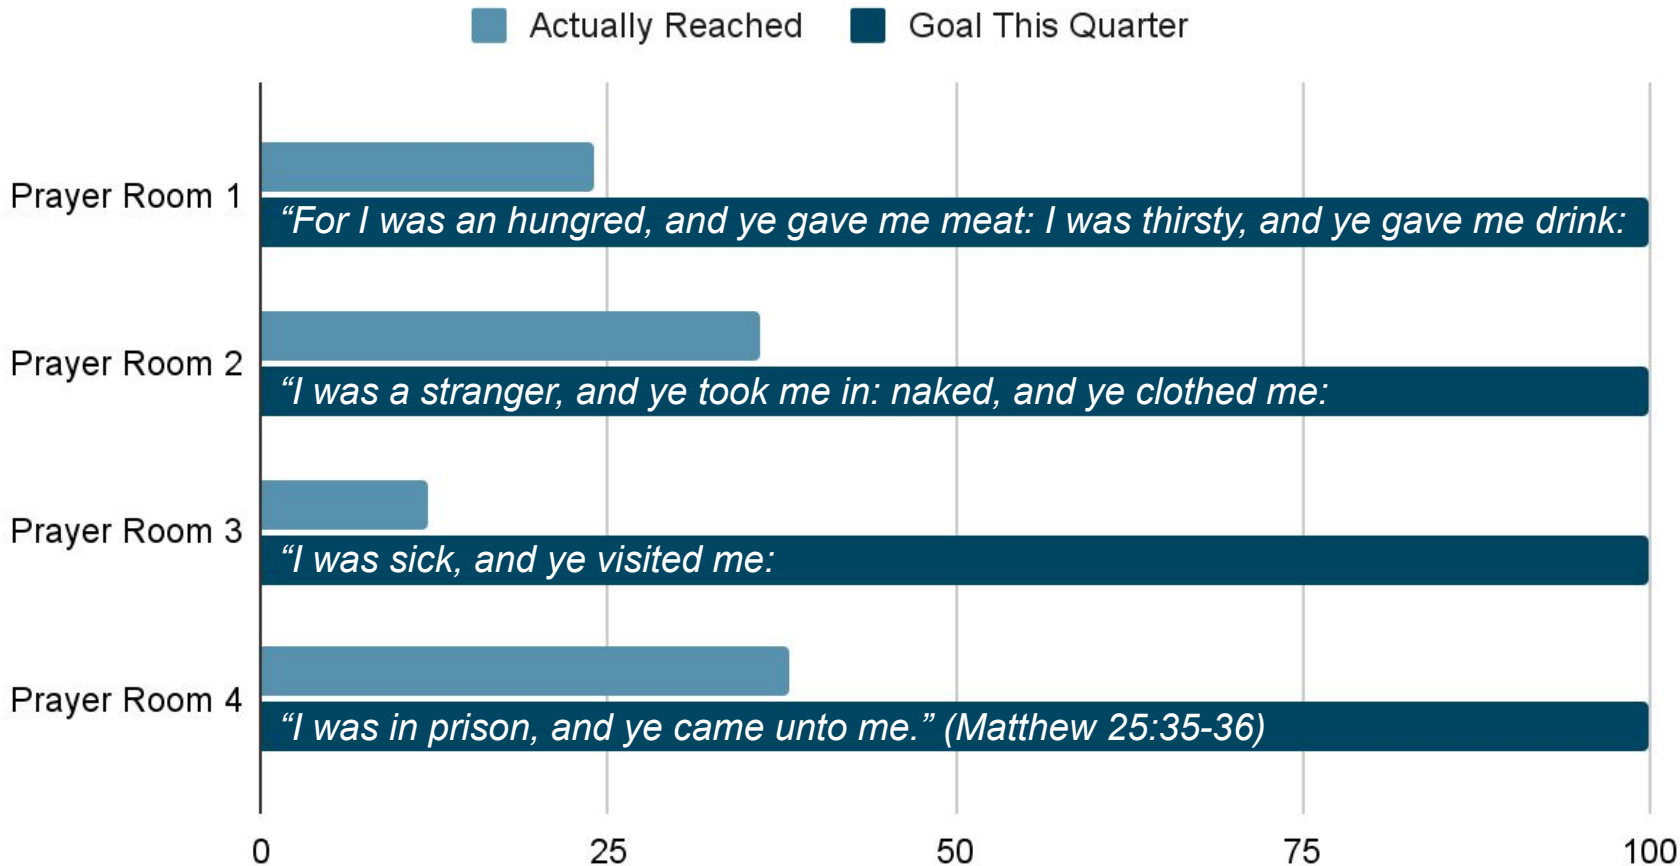 Actually Reached Goal This Quarter
Prayer Room 1
“For I was an hungred, and ye gave me meat: I was thirsty, and ye gave me drink:
Prayer Room 2
“I was a stranger, and ye took me in: naked, and ye clothed me:
Prayer Room 3
“I was sick, and ye visited me:
Prayer Room 4
“I was in prison, and ye came unto me.” (Matthew 25:35-36)
0 25 50 75 100